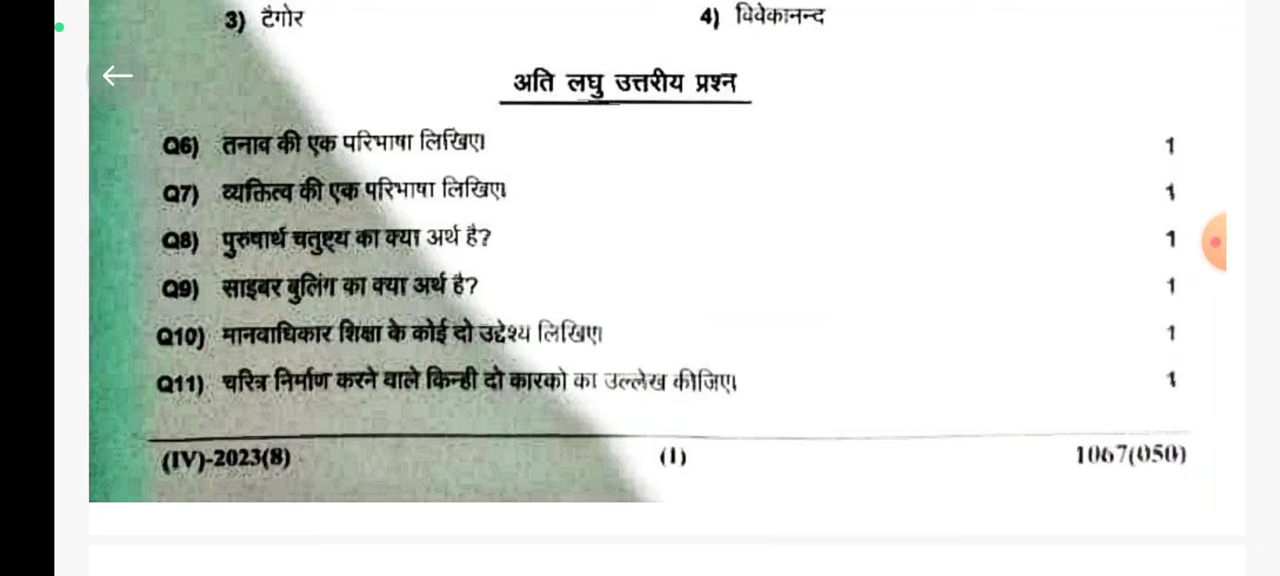 3) टैगोर 4) विवेकानन्द
अति लघु उत्तरीय प्रश्न
Q6) तनाव की एक परिभाषा लिखिए। 1
Q7) व्यक्तित्व की एक परिभाषा लिखिए। 1
Q8) पुरुषार्थ चतुष्ट्य का क्या अर्थ है? 1
Q9) साइबर बुलिंग का क्या अर्थ है? 1
Q10) मानवाधिकार शिक्षा के कोई दो उद्देश्य लिखिए। 1
Q11) चरित्र निर्माण करने वाले किन्ही दो कारको का उल्लेख कीजिए। 1
(IV)-2023(8) (1) 1067(050)